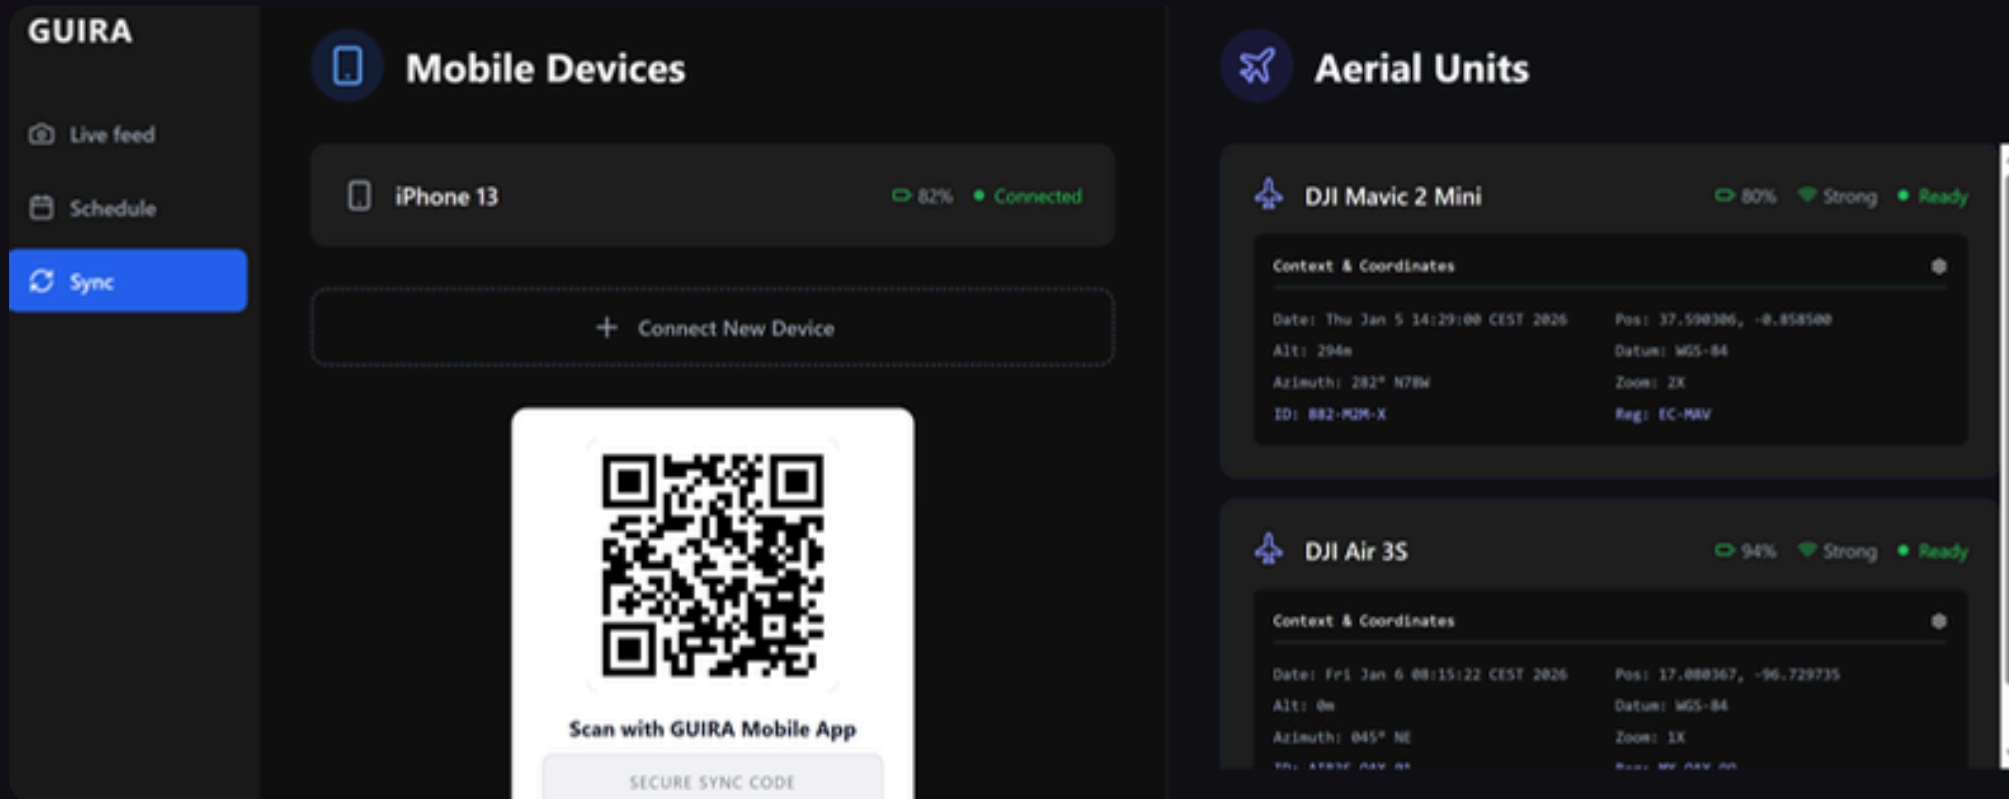 GUIRA
Live feed
Schedule
Sync
Mobile Devices
iPhone 13
82%
Connected
Connect New Device
Scan with GUIRA Mobile App
SECURE SYNC CODE
Aerial Units
DJI Mavic 2 Mini
80% Strong Ready
Context & Coordinates
Date: Thu Jan 5 14:29:00 CEST 2026
Pos: 37.590306, -0.858500
Alt: 294m
Datum: WGS-84
Azimuth: 282° N78W
Zoom: 2X
ID: 882-M2M-X
Reg: EC-MAV
DJI Air 3S
94% Strong Ready
Context & Coordinates
Date: Fri Jan 6 08:15:22 CEST 2026
Pos: 17.080367, -96.729735
Alt: 0m
Datum: WGS-84
Azimuth: 045° NE
Zoom: 1X